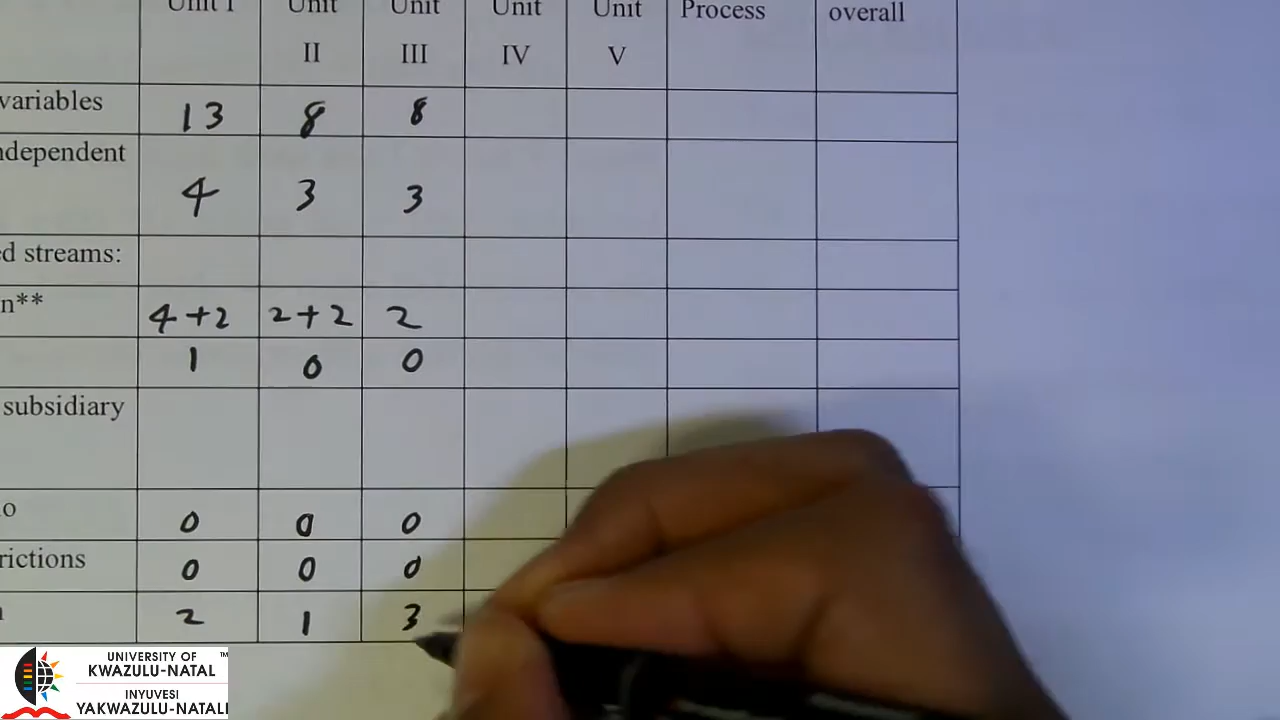 Unit I Unit Unit Unit Unit Process overall
II III IV V
variables 13 8 8
ndependent
4 3 3
ed streams:
n** 4+2 2+2 2
1 0 0
subsidiary
o 0 0 0
rictions 0 0 0
2 1 3
UNIVERSITY OF
KWAZULU-NATAL
INYUVESI
YAKWAZULU-NATALI
TM